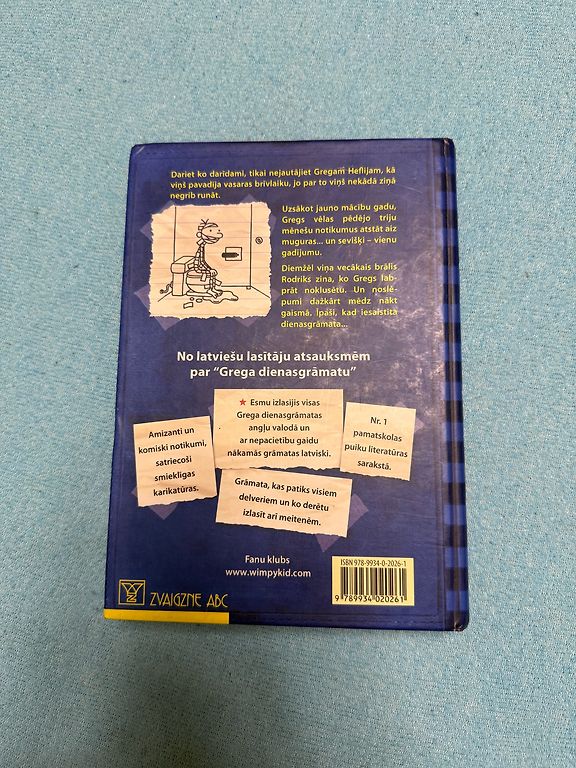 Dariet ko darīdami, tikai nejautājiet Gregam Heflijam, kā
viņš pavadīja vasaras brīvlaiku, jo par to viņš nekādā ziņā
negrib runāt.
Uzsākot jauno mācību gadu,
Gregs vēlas pēdējo triju
mēnešu notikumus atstāt aiz
muguras... un sevišķi – vienu
gadījumu.
Diemžēl viņa vecākais brālis
Rodriks zina, ko Gregs lab-
prāt noklusētu. Un noslē-
pumi dažkārt mēdz nākt
gaismā. Īpaši, kad iesaistīta
dienasgrāmata...
No latviešu lasītāju atsauksmēm
par “Grega dienasgrāmatu”
★ Esmu izlasījis visas
Grega dienasgrāmatas
angļu valodā un
ar nepacietību gaidu
nākamās grāmatas latviski.
Amizanti un
komiski notikumi,
satriecoši
smieklīgas
karikatūras.
Nr. 1
pamatskolas
puiku literatūras
sarakstā.
Grāmata, kas patiks visiem
delveriem un ko derētu
izlasīt arī meitenēm.
Fanu klubs
www.wimpykid.com
ISBN 978-9934-0-2026-1
9 789934 020261
ZVAIGZNE ABC